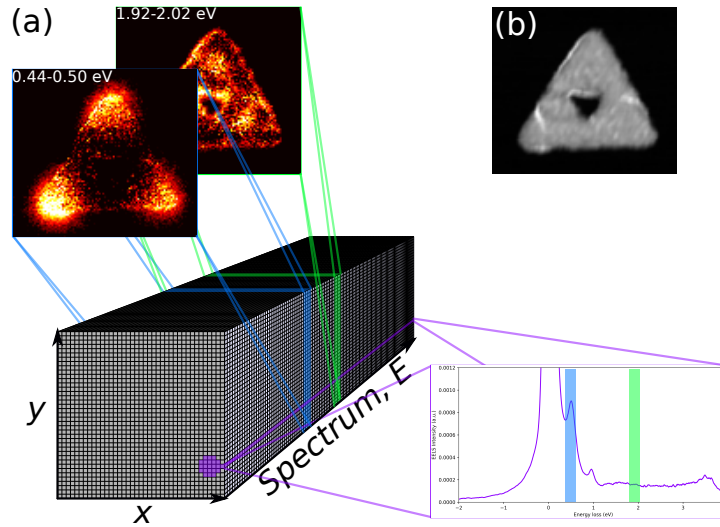 (a)
1.92-2.02 eV
(b)
0.44-0.50 eV
y
x
Spectrum, E
0.0012
0.0010
0.0008
0.0006
0.0004
0.0002
0.0000
EELS Intensity (a.u.)
−2 −1 0 1 2 3
Energy loss (eV)